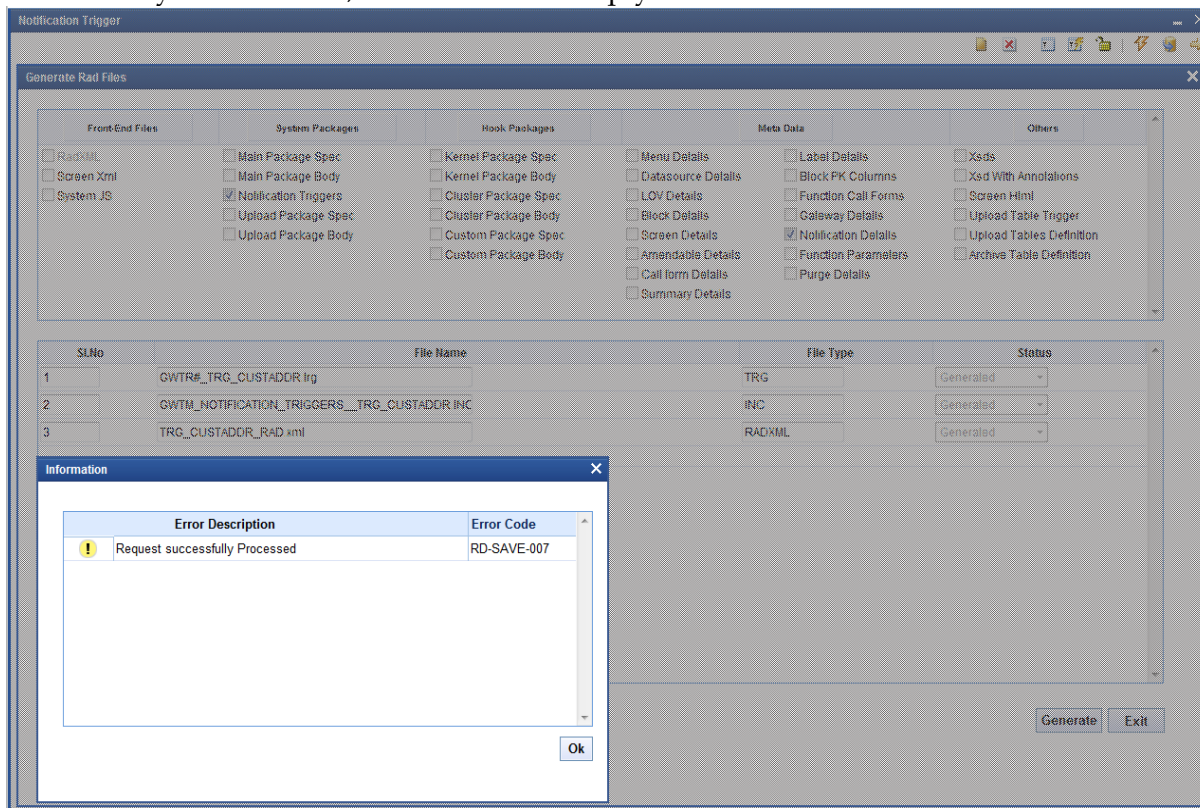 Notification Trigger
Generate Rad Files
Front-End Files System Packages Hook Packages Meta Data Others
RadXML Main Package Spec Kernel Package Spec Menu Details Label Details Xsds
Screen Xml Main Package Body Kernel Package Body Datasource Details Block PK Columns Xsd With Annotations
System JS Notification Triggers Cluster Package Spec LOV Details Function Call Forms Screen Html
Upload Package Spec Cluster Package Body Block Details Gateway Details Upload Table Trigger
Upload Package Body Custom Package Spec Screen Details Notification Details Upload Tables Definition
Custom Package Body Amendable Details Function Parameters Archive Table Definition
Call form Details Purge Details
Summary Details
Sl.No File Name File Type Status
1 GWTR#_TRG_CUSTADDR.trg TRG Generated
2 GWTM_NOTIFICATION_TRIGGERS__TRG_CUSTADDR.INC INC Generated
3 TRG_CUSTADDR_RAD.xml RADXML Generated
Information
Error Description Error Code
Request successfully Processed RD-SAVE-007
Ok
Generate Exit